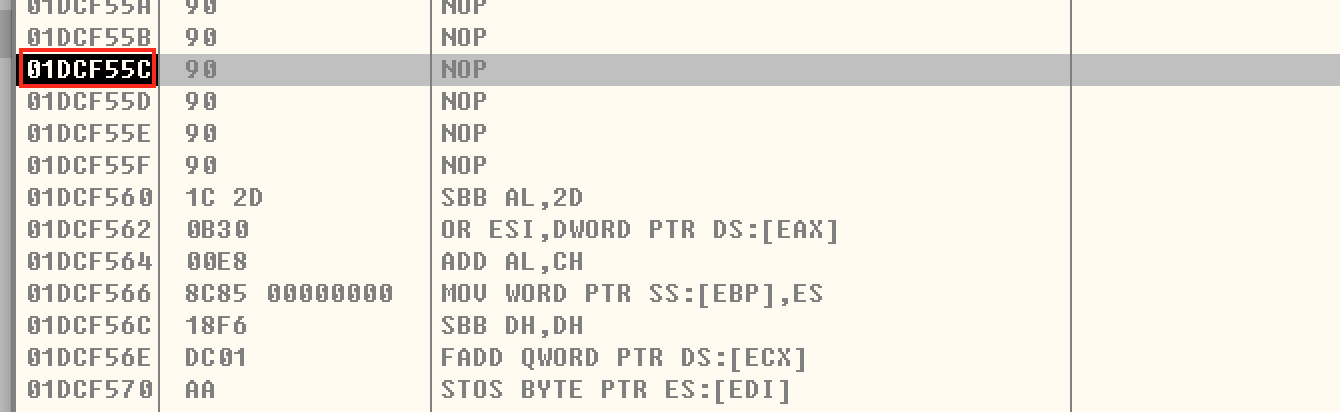 01DCF55A 90 NOP
01DCF55B 90 NOP
01DCF55C 90 NOP
01DCF55D 90 NOP
01DCF55E 90 NOP
01DCF55F 90 NOP
01DCF560 1C 2D SBB AL,2D
01DCF562 0B30 OR ESI,DWORD PTR DS:[EAX]
01DCF564 00E8 ADD AL,CH
01DCF566 8C85 00000000 MOV WORD PTR SS:[EBP],ES
01DCF56C 18F6 SBB DH,DH
01DCF56E DC01 FADD QWORD PTR DS:[ECX]
01DCF570 AA STOS BYTE PTR ES:[EDI]